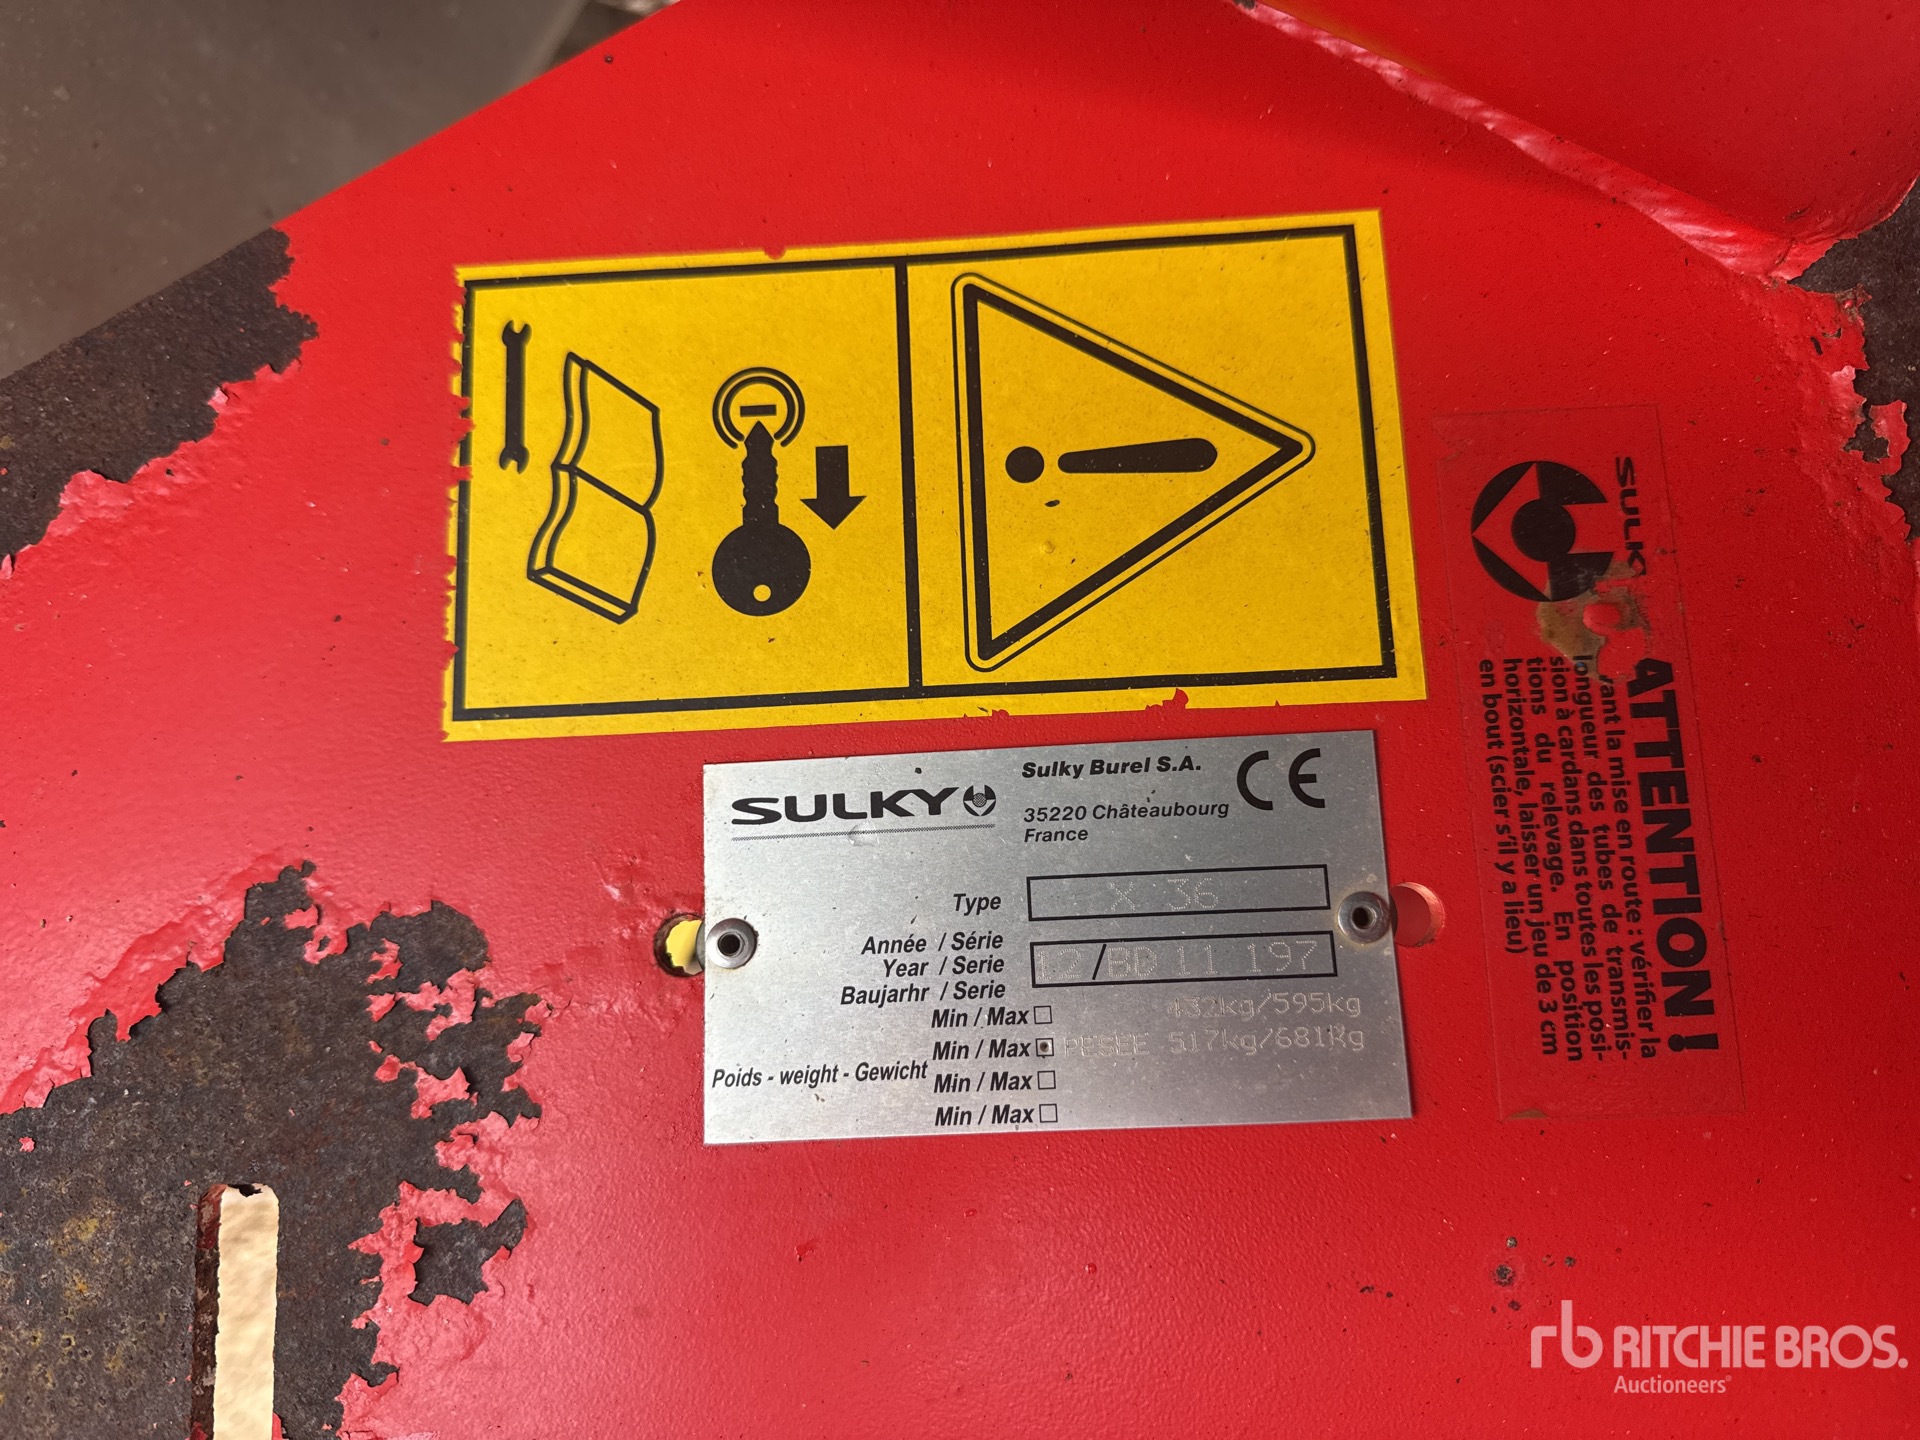 SULKY
Sulky Burel S.A.
CE
35220 Châteaubourg
France
Type X 36
Année / Série
Year / Serie 12/BD 11 197
Baujarhr / Serie
Min / Max 432kg/595kg
Min / Max PESEE 517kg/681kg
Poids - weight - Gewicht Min / Max
Min / Max
SULKY
ATTENTION !
vant la mise en route : vérifier la
longueur des tubes de transmis-
sion à cardans dans toutes les posi-
tions du relevage. En position
horizontale, laisser un jeu de 3 cm
en bout (scier s'il y a lieu)
rb RITCHIE BROS.
Auctioneers